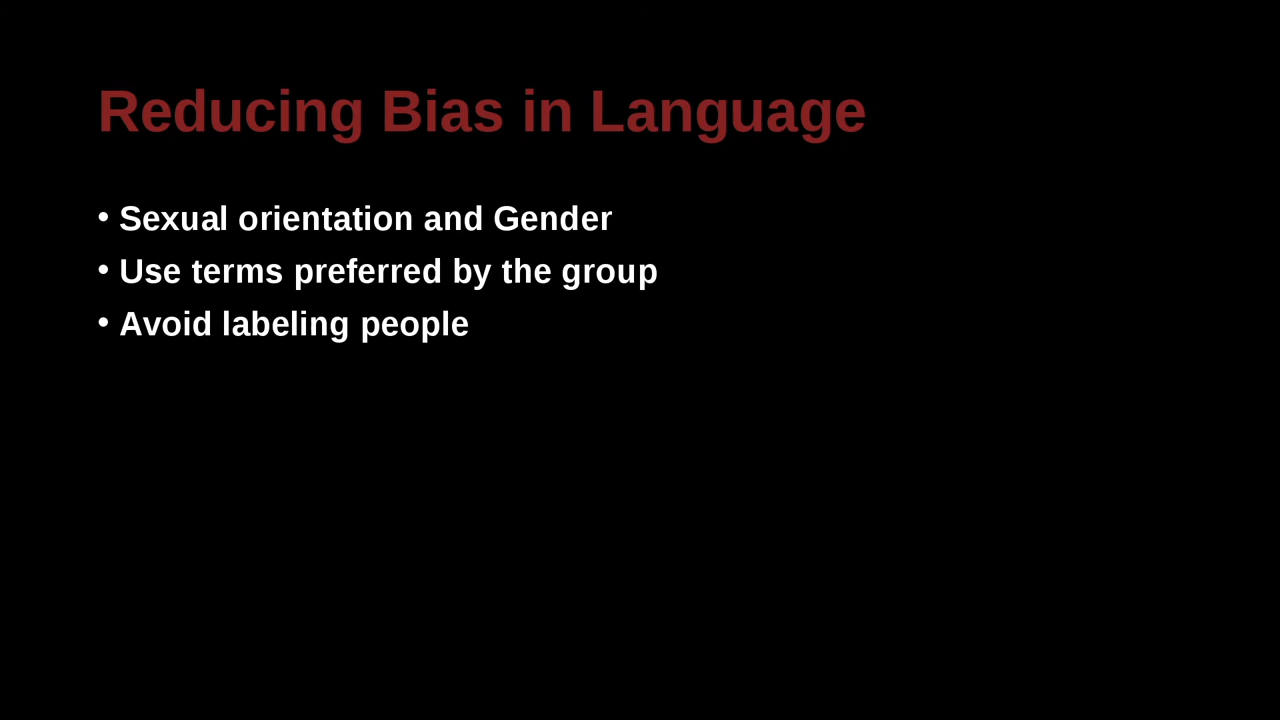 Reducing Bias in Language
• Sexual orientation and Gender
• Use terms preferred by the group
• Avoid labeling people